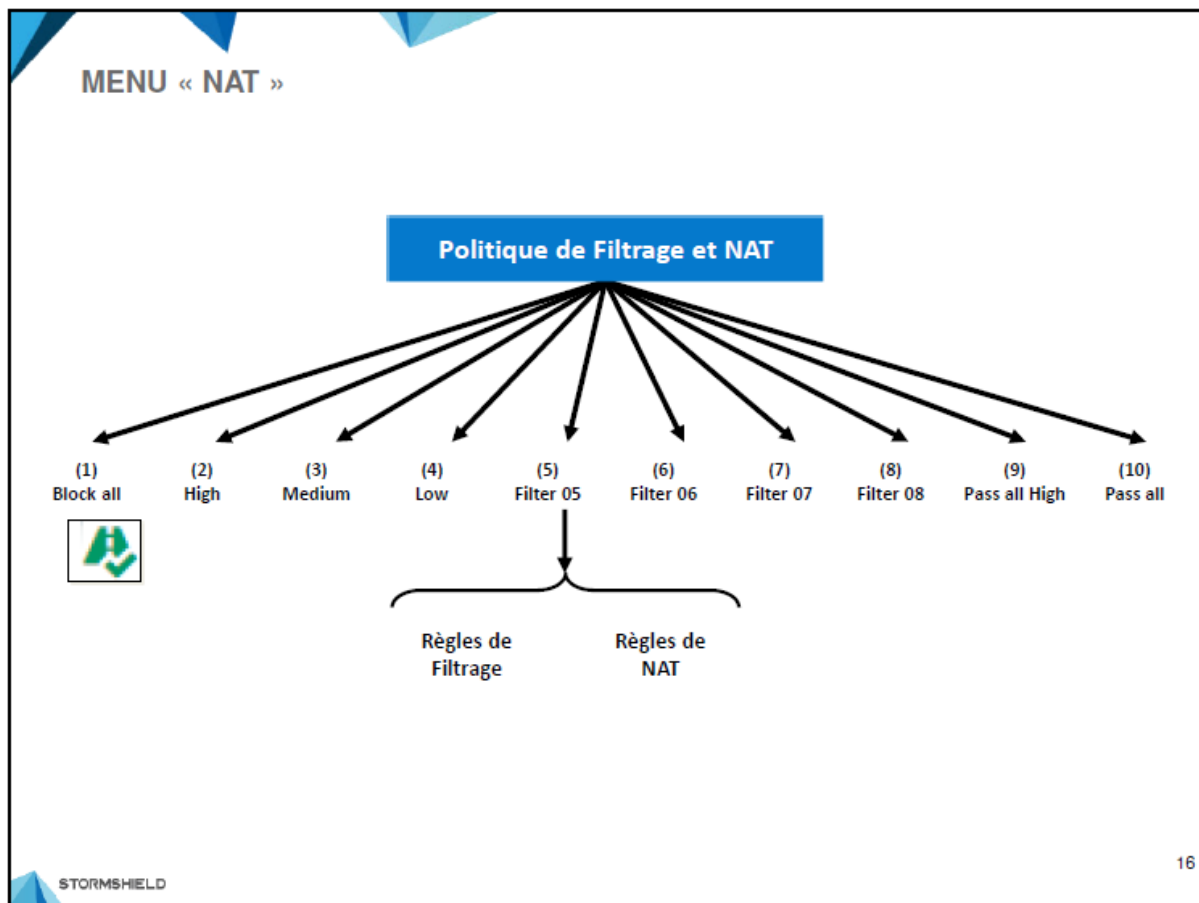 MENU « NAT »
Politique de Filtrage et NAT
(1) (2) (3) (4) (5) (6) (7) (8) (9) (10)
Block all High Medium Low Filter 05 Filter 06 Filter 07 Filter 08 Pass all High Pass all
Règles de Règles de
Filtrage NAT
16
STORMSHIELD